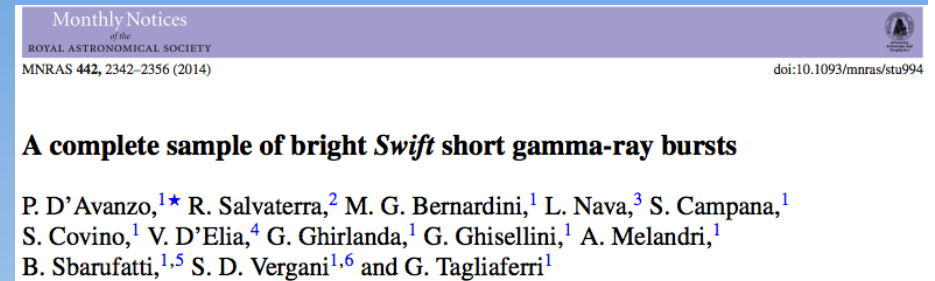 Monthly Notices
of the
ROYAL ASTRONOMICAL SOCIETY
MNRAS 442, 2342–2356 (2014) doi:10.1093/mnras/stu994
A complete sample of bright Swift short gamma-ray bursts
P. D’Avanzo,1★ R. Salvaterra,2 M. G. Bernardini,1 L. Nava,3 S. Campana,1
S. Covino,1 V. D’Elia,4 G. Ghirlanda,1 G. Ghisellini,1 A. Melandri,1
B. Sbarufatti,1,5 S. D. Vergani1,6 and G. Tagliaferri1